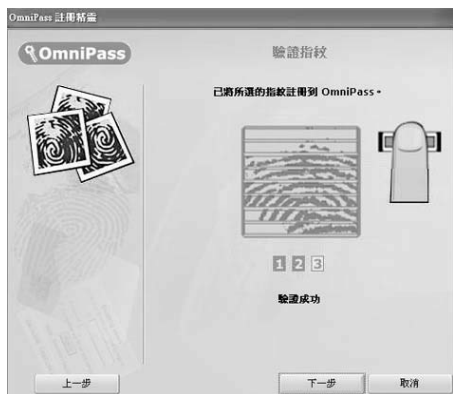 OmniPass 註冊精靈
OmniPass
驗證指紋
已將所選的指紋註冊到 OmniPass。
1 2 3
驗證成功
上一步
下一步
取消